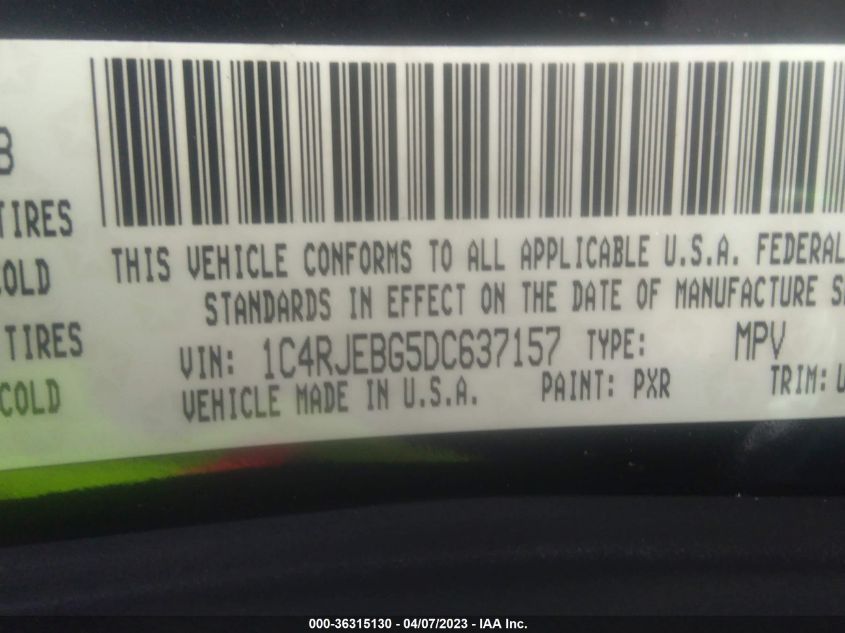 B
TIRES
COLD
TIRES
COLD
THIS VEHICLE CONFORMS TO ALL APPLICABLE U.S.A. FEDERAL
STANDARDS IN EFFECT ON THE DATE OF MANUFACTURE
VIN: 1C4RJEBG5DC637157 TYPE: MPV
VEHICLE MADE IN U.S.A. PAINT: PXR TRIM:
000-36315130 - 04/07/2023 - IAA Inc.